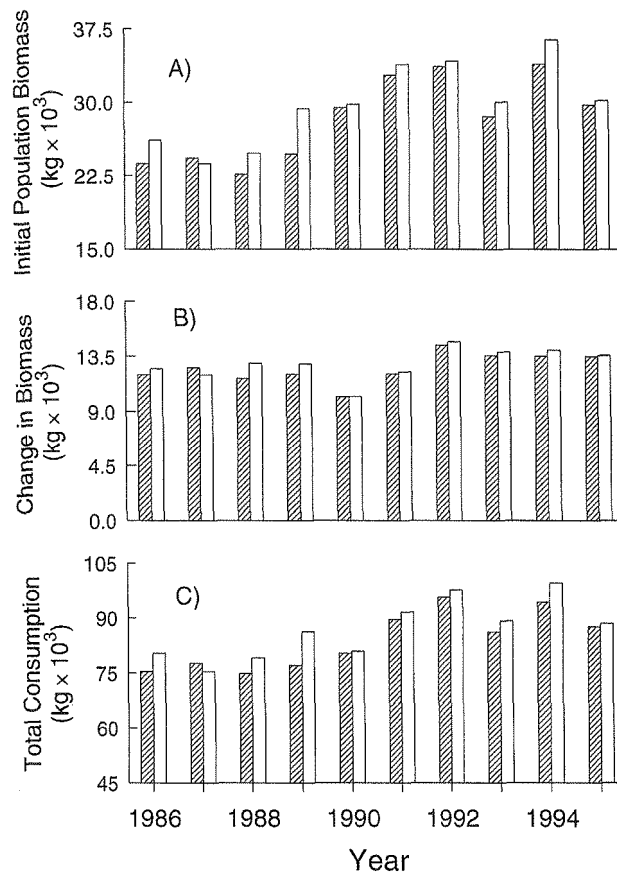 Initial Population Biomass
(kg × 10³)
37.5
30.0
22.5
15.0
A)
Change in Biomass
(kg × 10³)
18.0
13.5
9.0
4.5
0.0
B)
Total Consumption
(kg × 10³)
105
90
75
60
45
C)
1986 1988 1990 1992 1994
Year